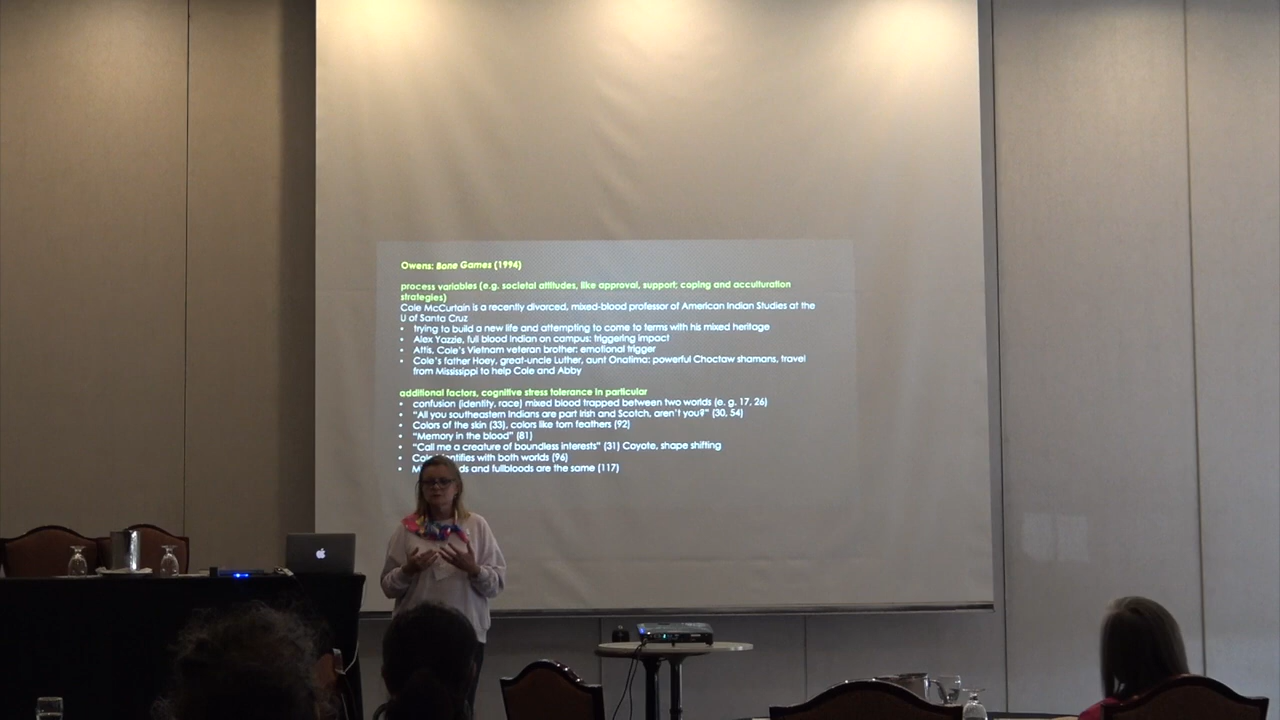 Owens: Bone Games (1994)
process variables (e.g. societal attitudes, like approval, support; coping and acculturation
strategies)
Cole McCurtain is a recently divorced, mixed-blood professor of American Indian Studies at the
U of Santa Cruz
• trying to build a new life and attempting to come to terms with his mixed heritage
• Alex Yazzie, full blood Indian on campus: triggering impact
• Attis, Cole's Vietnam veteran brother: emotional trigger
• Cole's father Hoey, great-uncle Luther, aunt Onatima: powerful Choctaw shamans, travel
from Mississippi to help Cole and Abby
additional factors, cognitive stress tolerance in particular
• confusion (identity, race) mixed blood trapped between two worlds (e. g. 17, 26)
• "All you southeastern Indians are part Irish and Scotch, aren't you?" (30, 54)
• Colors of the skin (33), colors like torn feathers (92)
• "Memory in the blood" (81)
• "Call me a creature of boundless interests" (31) Coyote, shape shifting
• with both worlds (96)
• and fullbloods are the same (117)